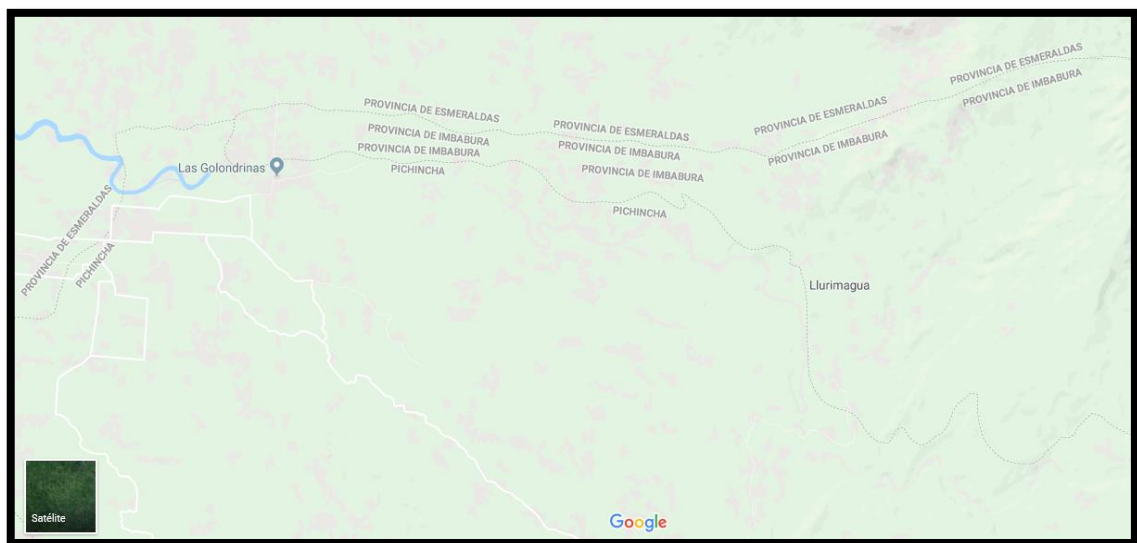 PROVINCIA DE ESMERALDAS
PROVINCIA DE IMBABURA
PROVINCIA DE ESMERALDAS
PROVINCIA DE IMBABURA
PROVINCIA DE ESMERALDAS
PROVINCIA DE IMBABURA
PROVINCIA DE ESMERALDAS
PROVINCIA DE IMBABURA
PROVINCIA DE IMBABURA
PICHINCHA
Las Golondrinas
PROVINCIA DE IMBABURA
PICHINCHA
PROVINCIA DE ESMERALDAS
PICHINCHA
Llurimagua
Satélite
Google